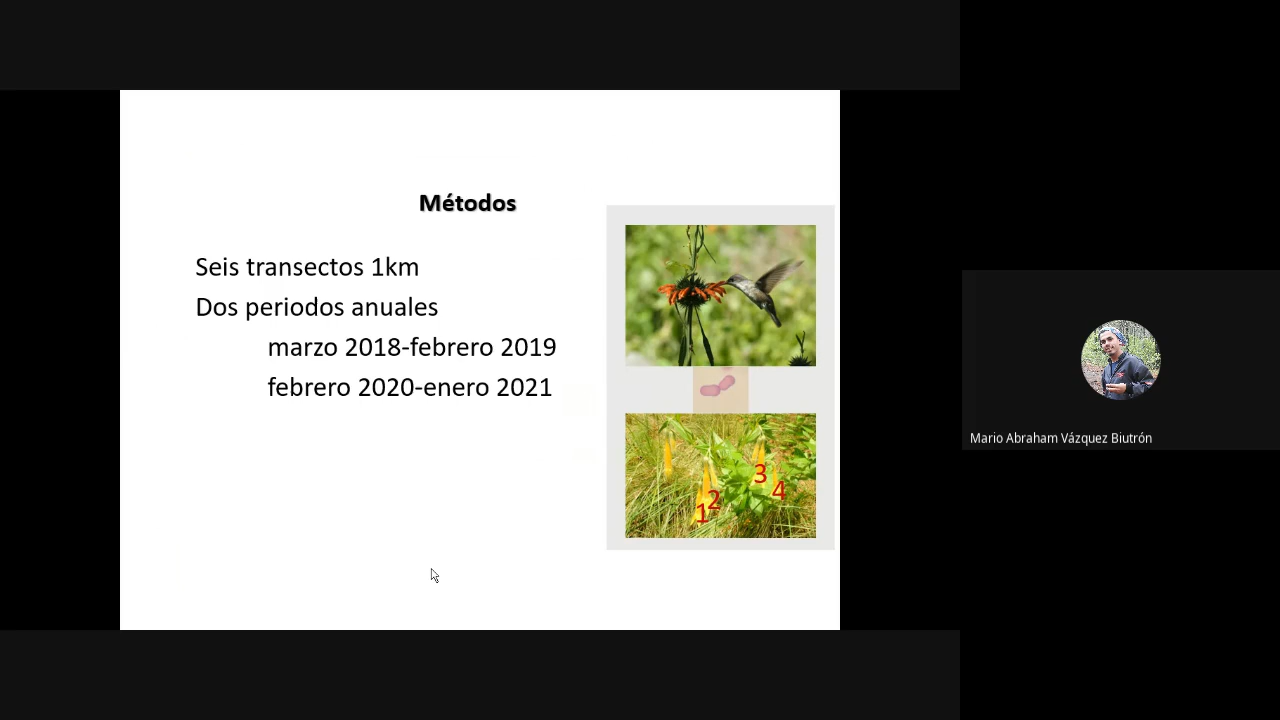 Métodos
Seis transectos 1km
Dos periodos anuales
marzo 2018-febrero 2019
febrero 2020-enero 2021
3
4
2
1
Mario Abraham Vázquez Biutrón